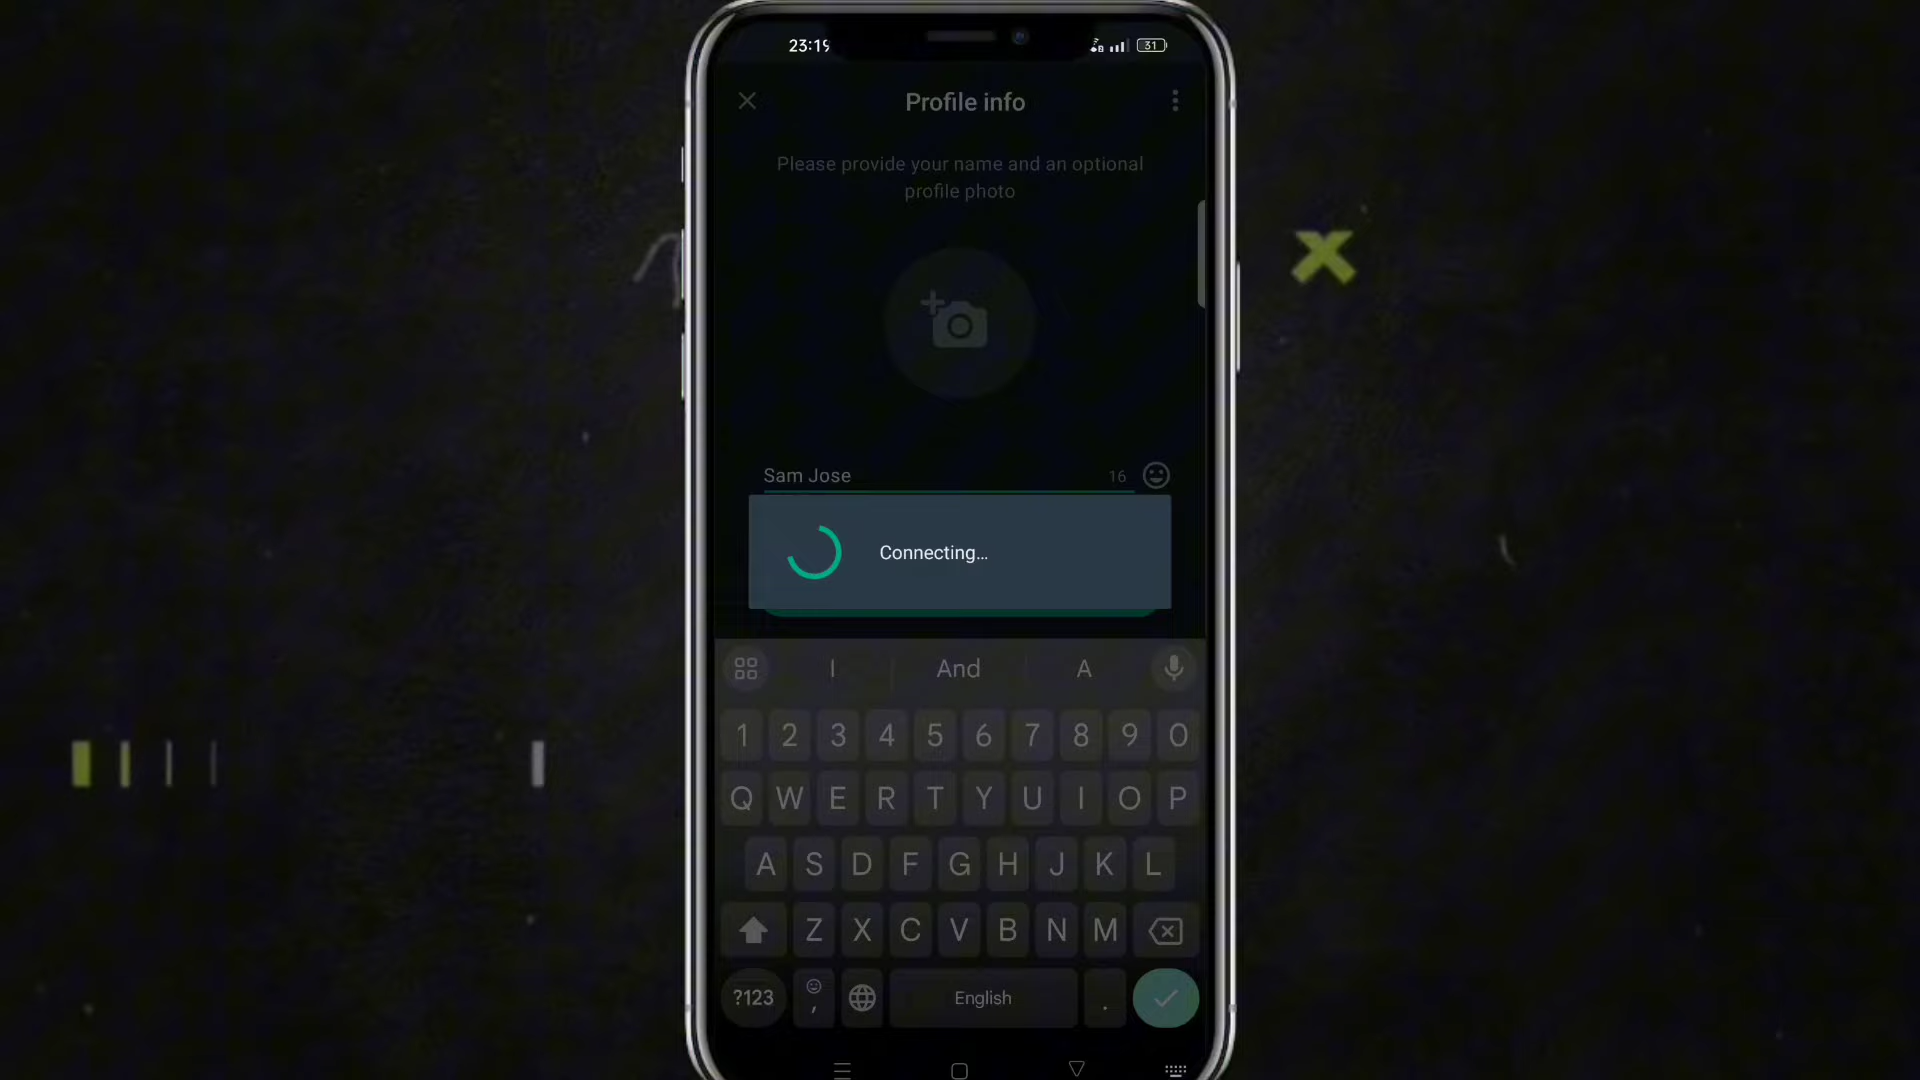 23:19
31
Profile info
Please provide your name and an optional
profile photo
Sam Jose 16
Connecting...
I And A
1 2 3 4 5 6 7 8 9 0
Q W E R T Y U I O P
A S D F G H J K L
Z X C V B N M
?123 , English .